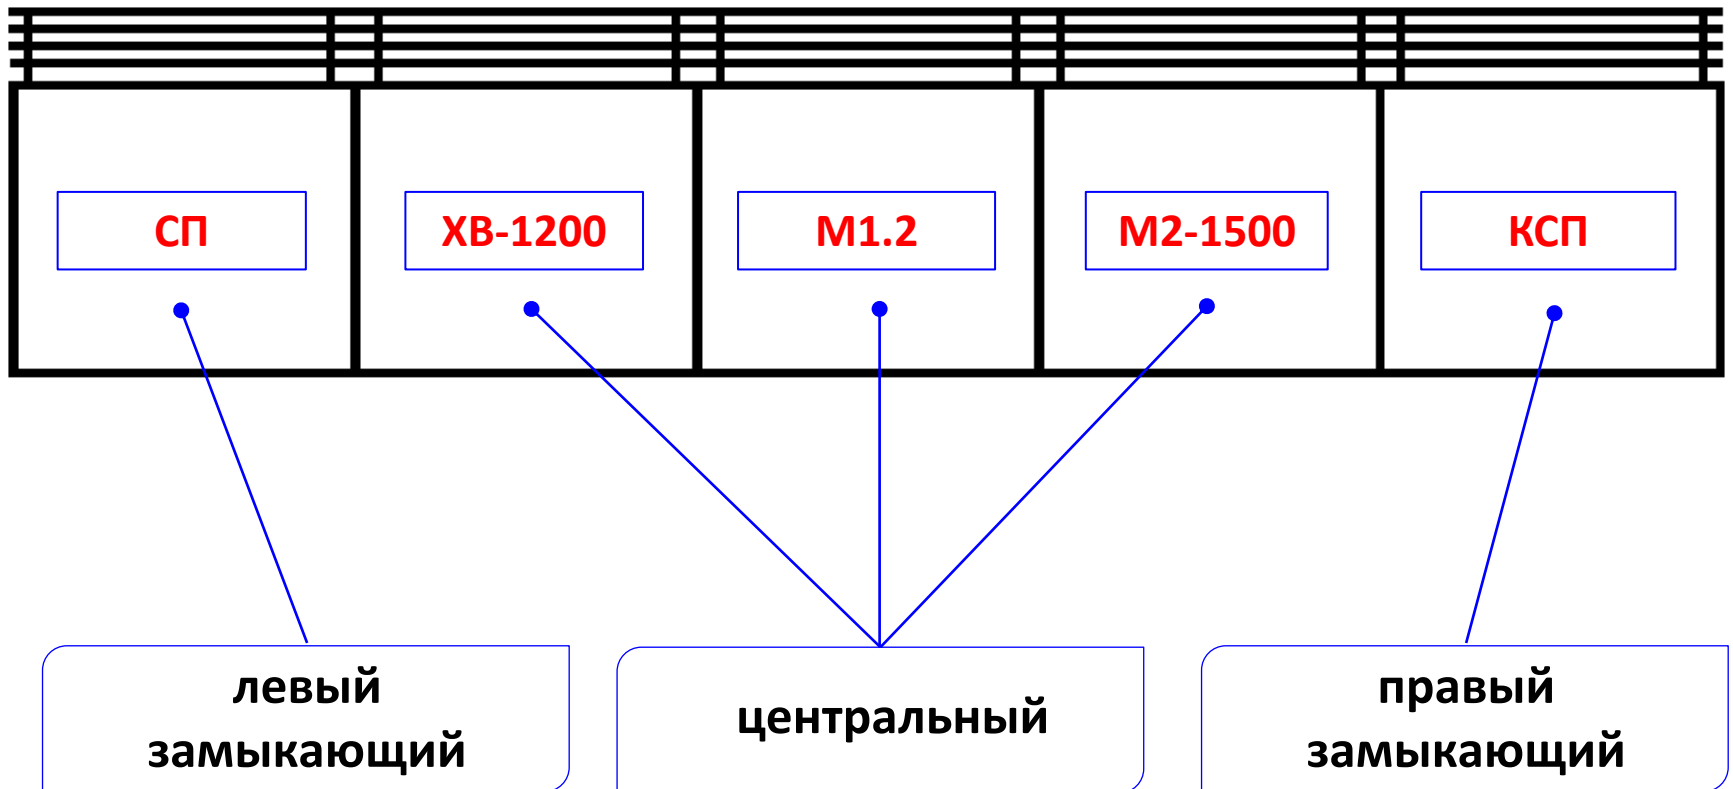 СП
ХВ-1200
М1.2
М2-1500
КСП
левый
замыкающий
центральный
правый
замыкающий